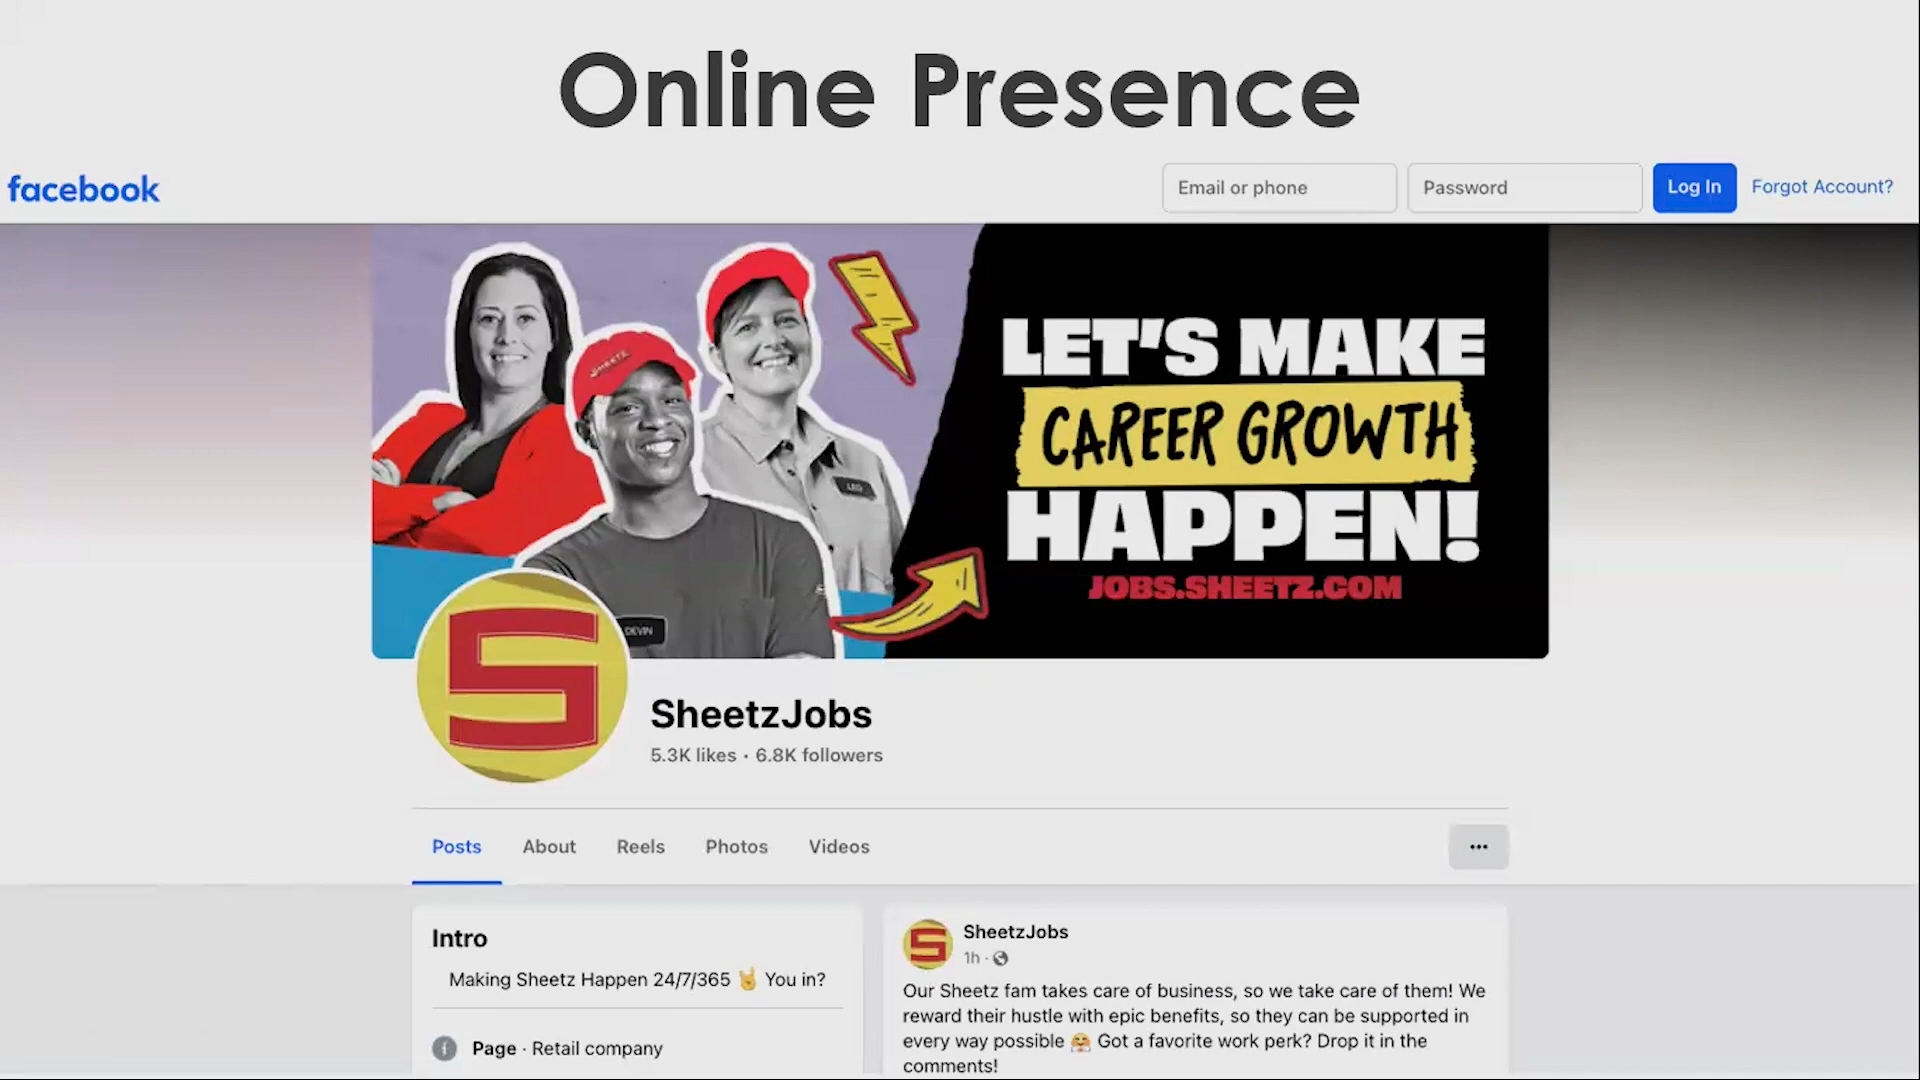 Online Presence
facebook
Email or phone
Password
Log In
Forgot Account?
SHEETZ
LET'S MAKE
CAREER GROWTH
HAPPEN!
JOBS.SHEETZ.COM
DEVIN
S
SheetzJobs
5.3K likes · 6.8K followers
Posts
About
Reels
Photos
Videos
Intro
Making Sheetz Happen 24/7/365 🤘 You in?
Page · Retail company
S
SheetzJobs
1h ·
Our Sheetz fam takes care of business, so we take care of them! We
reward their hustle with epic benefits, so they can be supported in
every way possible 🤗 Got a favorite work perk? Drop it in the
comments!